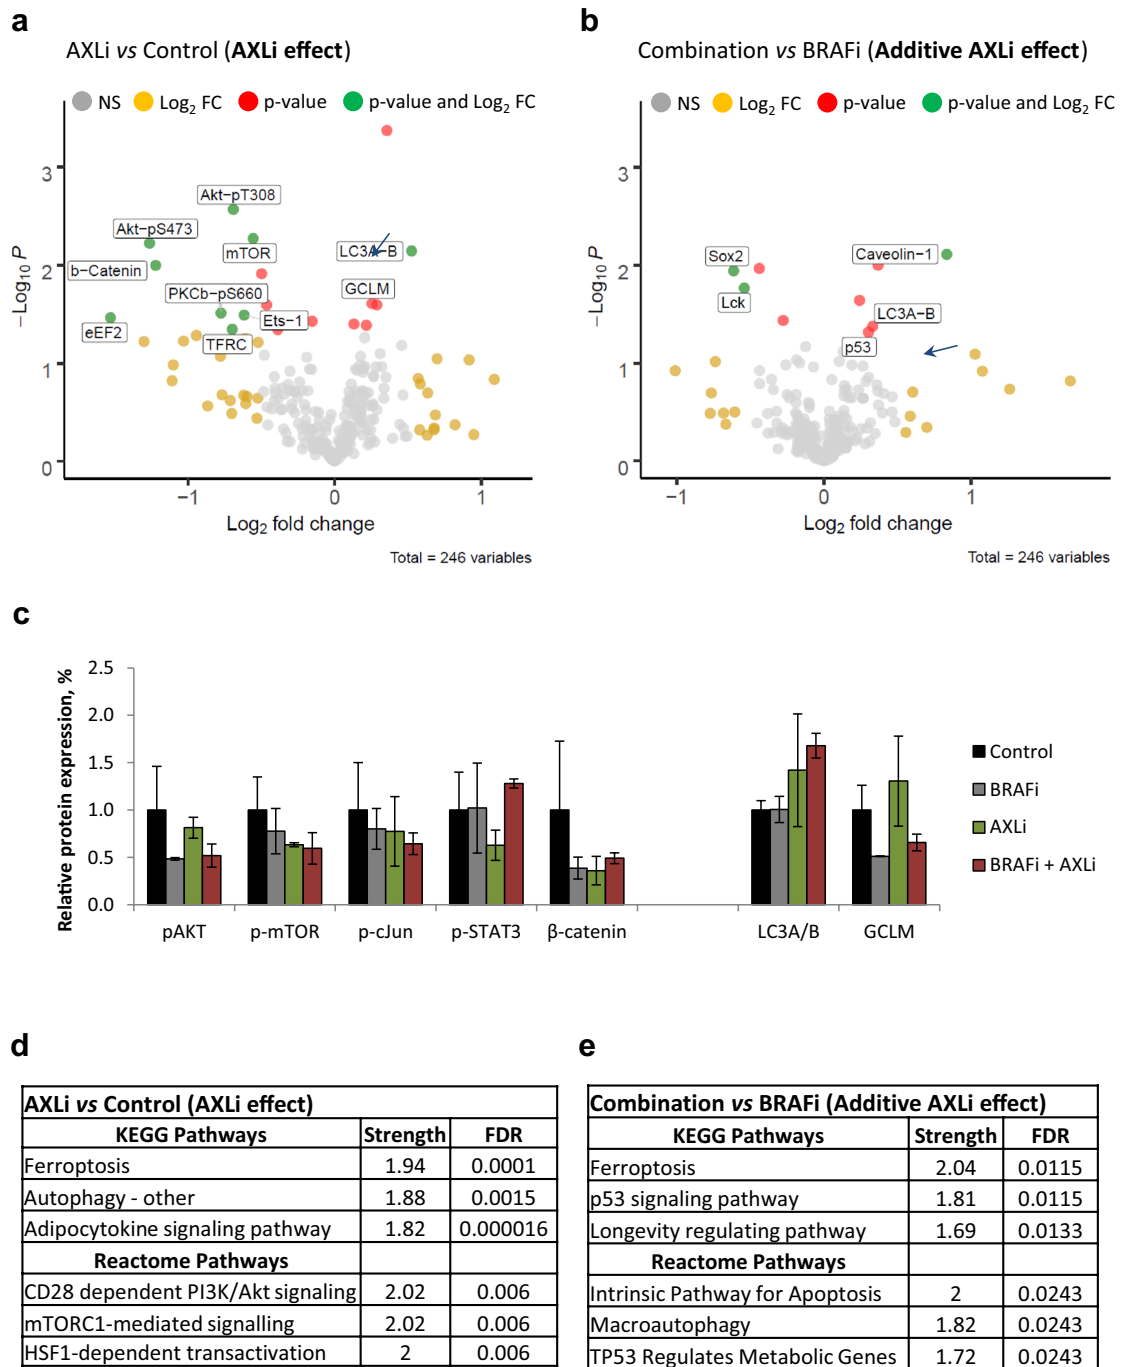 a
AXLi vs Control (AXLi effect)
NS Log2 FC p-value p-value and Log2 FC
3
2
1
0
−Log10 P
Akt−pT308
Akt−pS473
mTOR
LC3A−B
b−Catenin
GCLM
PKCb−pS660
Ets−1
eEF2
TFRC
−1 0 1
Log2 fold change
Total = 246 variables
b
Combination vs BRAFi (Additive AXLi effect)
NS Log2 FC p-value p-value and Log2 FC
3
2
1
0
−Log10 P
Sox2
Caveolin−1
Lck
LC3A−B
p53
−1 0 1
Log2 fold change
Total = 246 variables
c
Relative protein expression, %
2.5
2.0
1.5
1.0
0.5
0.0
pAKT p-mTOR p-cJun p-STAT3 β-catenin LC3A/B GCLM
Control
BRAFi
AXLi
BRAFi + AXLi
d
AXLi vs Control (AXLi effect)
KEGG Pathways Strength FDR
Ferroptosis 1.94 0.0001
Autophagy - other 1.88 0.0015
Adipocytokine signaling pathway 1.82 0.000016
Reactome Pathways
CD28 dependent PI3K/Akt signaling 2.02 0.006
mTORC1-mediated signalling 2.02 0.006
HSF1-dependent transactivation 2 0.006
e
Combination vs BRAFi (Additive AXLi effect)
KEGG Pathways Strength FDR
Ferroptosis 2.04 0.0115
p53 signaling pathway 1.81 0.0115
Longevity regulating pathway 1.69 0.0133
Reactome Pathways
Intrinsic Pathway for Apoptosis 2 0.0243
Macroautophagy 1.82 0.0243
TP53 Regulates Metabolic Genes 1.72 0.0243